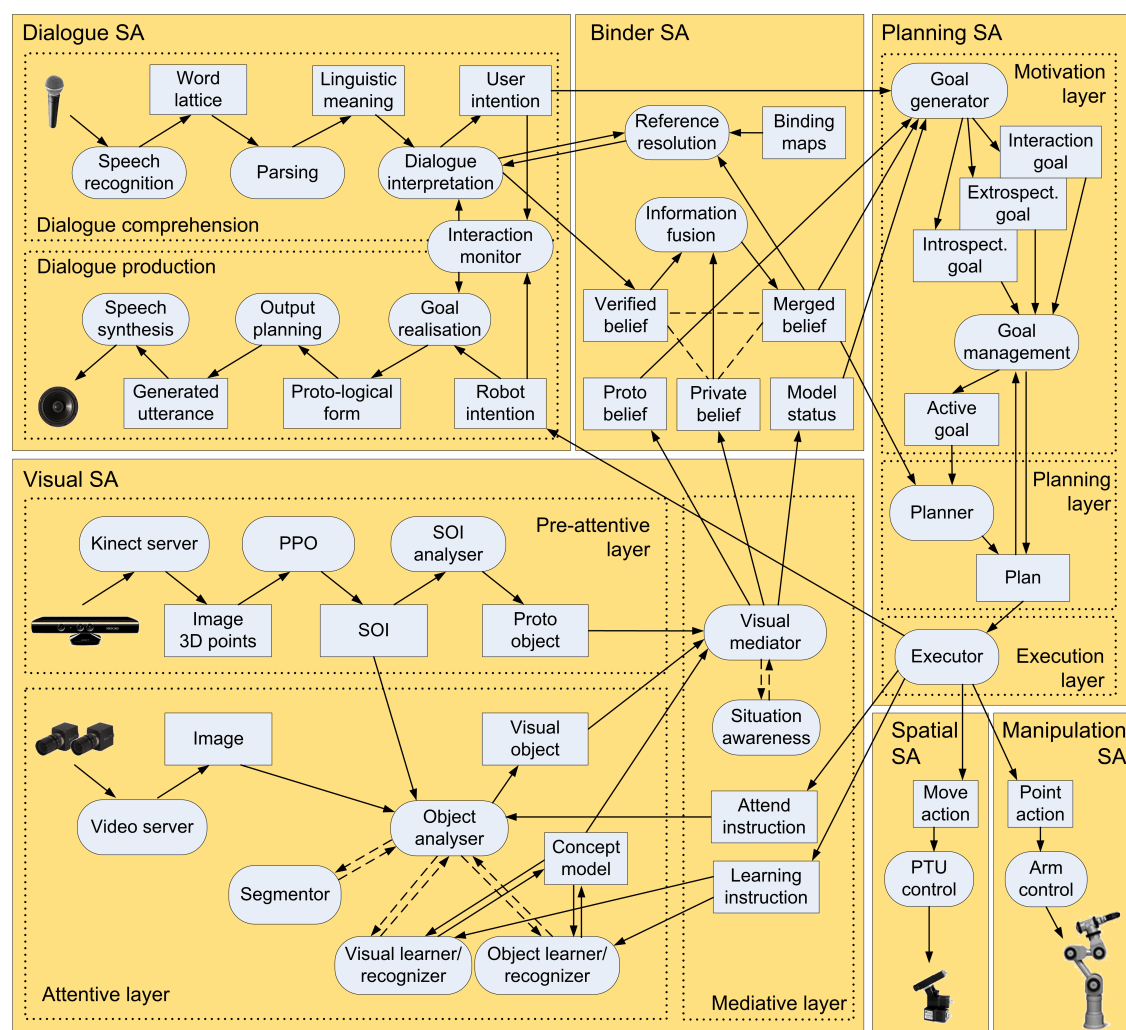 Dialogue SA
Word
lattice
Linguistic
meaning
User
intention
Speech
recognition
Parsing
Dialogue
interpretation
Dialogue comprehension
Interaction
monitor
Dialogue production
Speech
synthesis
Output
planning
Goal
realisation
Generated
utterance
Proto-logical
form
Robot
intention
Binder SA
Reference
resolution
Binding
maps
Information
fusion
Verified
belief
Merged
belief
Proto
belief
Private
belief
Model
status
Planning SA
Goal
generator
Motivation
layer
Interaction
goal
Extrospect.
goal
Introspect.
goal
Goal
management
Active
goal
Planning
layer
Planner
Plan
Executor
Execution
layer
Visual SA
Pre-attentive
layer
Kinect server
PPO
SOI
analyser
Image
3D points
SOI
Proto
object
Visual
mediator
Situation
awareness
Image
Visual
object
Video server
Object
analyser
Attend
instruction
Concept
model
Learning
instruction
Segmentor
Visual learner/
recognizer
Object learner/
recognizer
Attentive layer
Mediative layer
Spatial
SA
Move
action
PTU
control
Manipulation
SA
Point
action
Arm
control